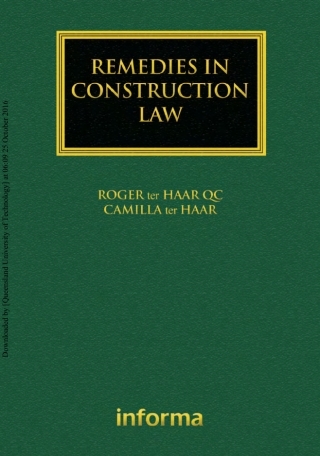 REMEDIES IN
CONSTRUCTION
LAW
ROGER ter HAAR QC
CAMILLA ter HAAR
informa
Downloaded by [Queensland University of Technology] at 06:09 25 October 2016